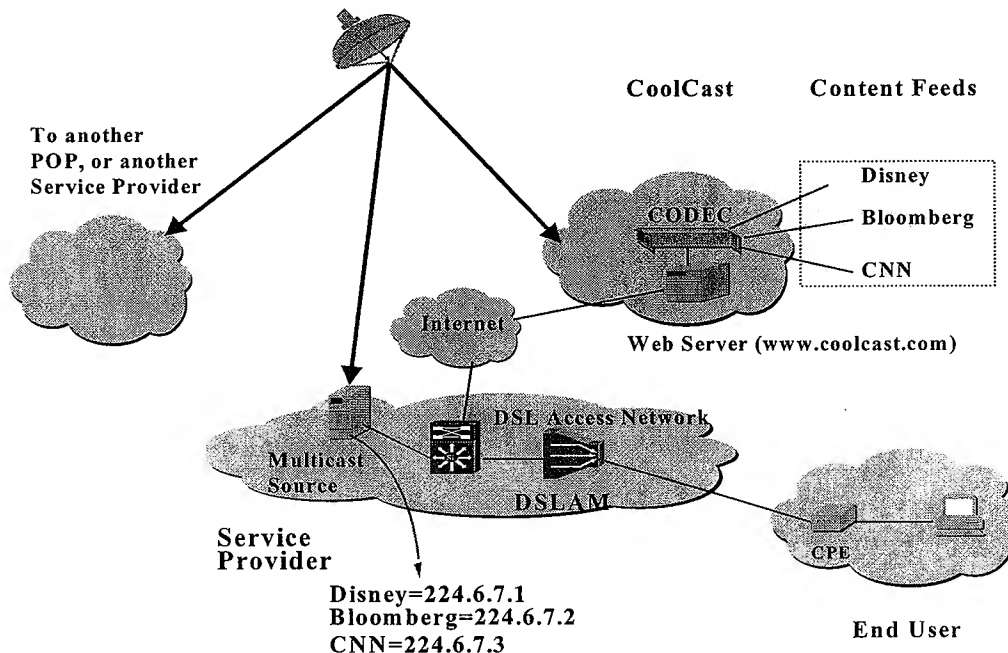 CoolCast
Content Feeds
To another
POP, or another
Service Provider
Disney
CODEC
Bloomberg
CNN
Internet
Web Server (www.coolcast.com)
DSL Access Network
Multicast
Source
DSLAM
Service
Provider
CPE
Disney=224.6.7.1
Bloomberg=224.6.7.2
CNN=224.6.7.3
End User